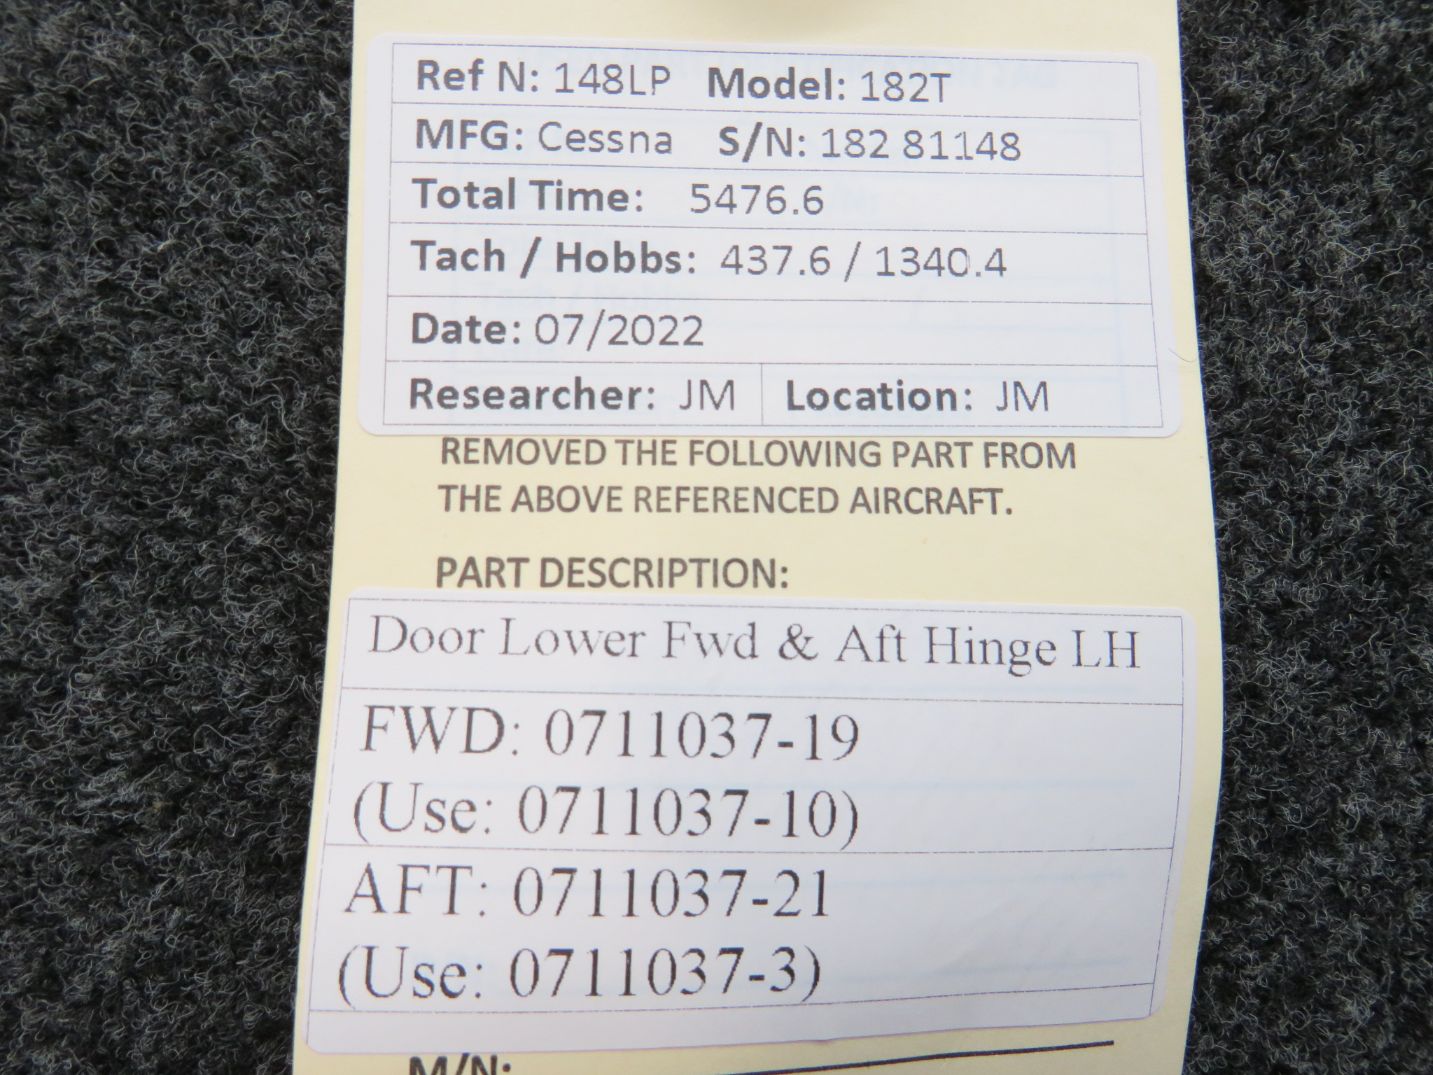 Ref N: 148LP Model: 182T
MFG: Cessna S/N: 182 81148
Total Time: 5476.6
Tach / Hobbs: 437.6 / 1340.4
Date: 07/2022
Researcher: JM Location: JM
REMOVED THE FOLLOWING PART FROM
THE ABOVE REFERENCED AIRCRAFT.
PART DESCRIPTION:
Door Lower Fwd & Aft Hinge LH
FWD: 0711037-19
(Use: 0711037-10)
AFT: 0711037-21
(Use: 0711037-3)
M/N: